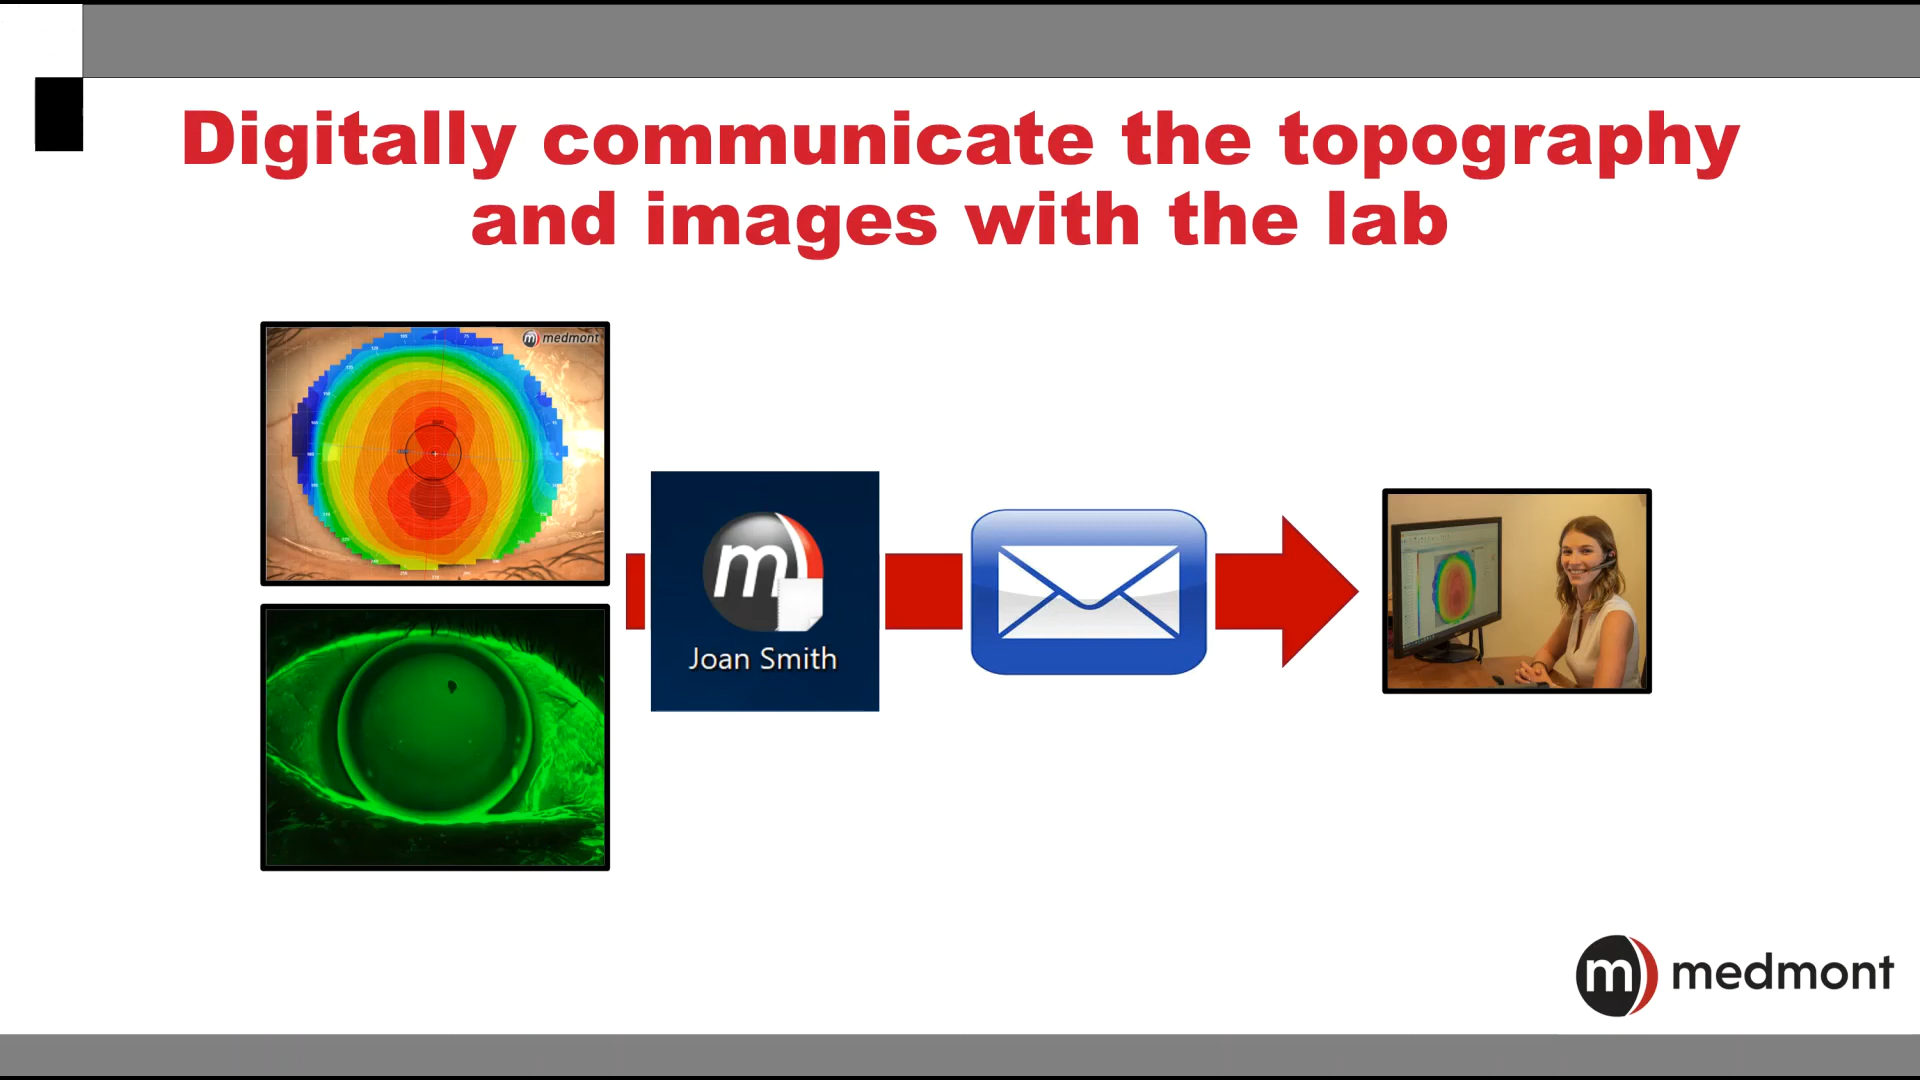 Digitally communicate the topography
and images with the lab
m medmont
m
Joan Smith
m medmont